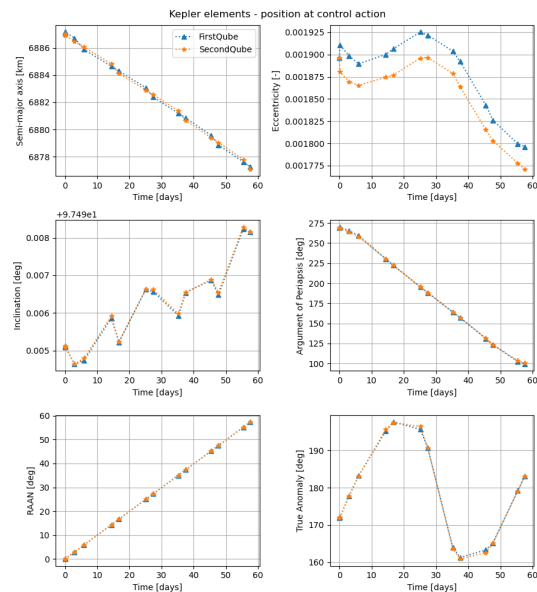 Kepler elements - position at control action
FirstQube
SecondQube
Semi-major axis [km]
6886
6884
6882
6880
6878
0 10 20 30 40 50 60
Time [days]
Eccentricity [-]
0.001925
0.001900
0.001875
0.001850
0.001825
0.001800
0.001775
0 10 20 30 40 50 60
Time [days]
+9.749e1
Inclination [deg]
0.008
0.007
0.006
0.005
0 10 20 30 40 50 60
Time [days]
Argument of Periapsis [deg]
275
250
225
200
175
150
125
100
0 10 20 30 40 50 60
Time [days]
RAAN [deg]
60
50
40
30
20
10
0
0 10 20 30 40 50 60
Time [days]
True Anomaly [deg]
190
180
170
160
0 10 20 30 40 50 60
Time [days]